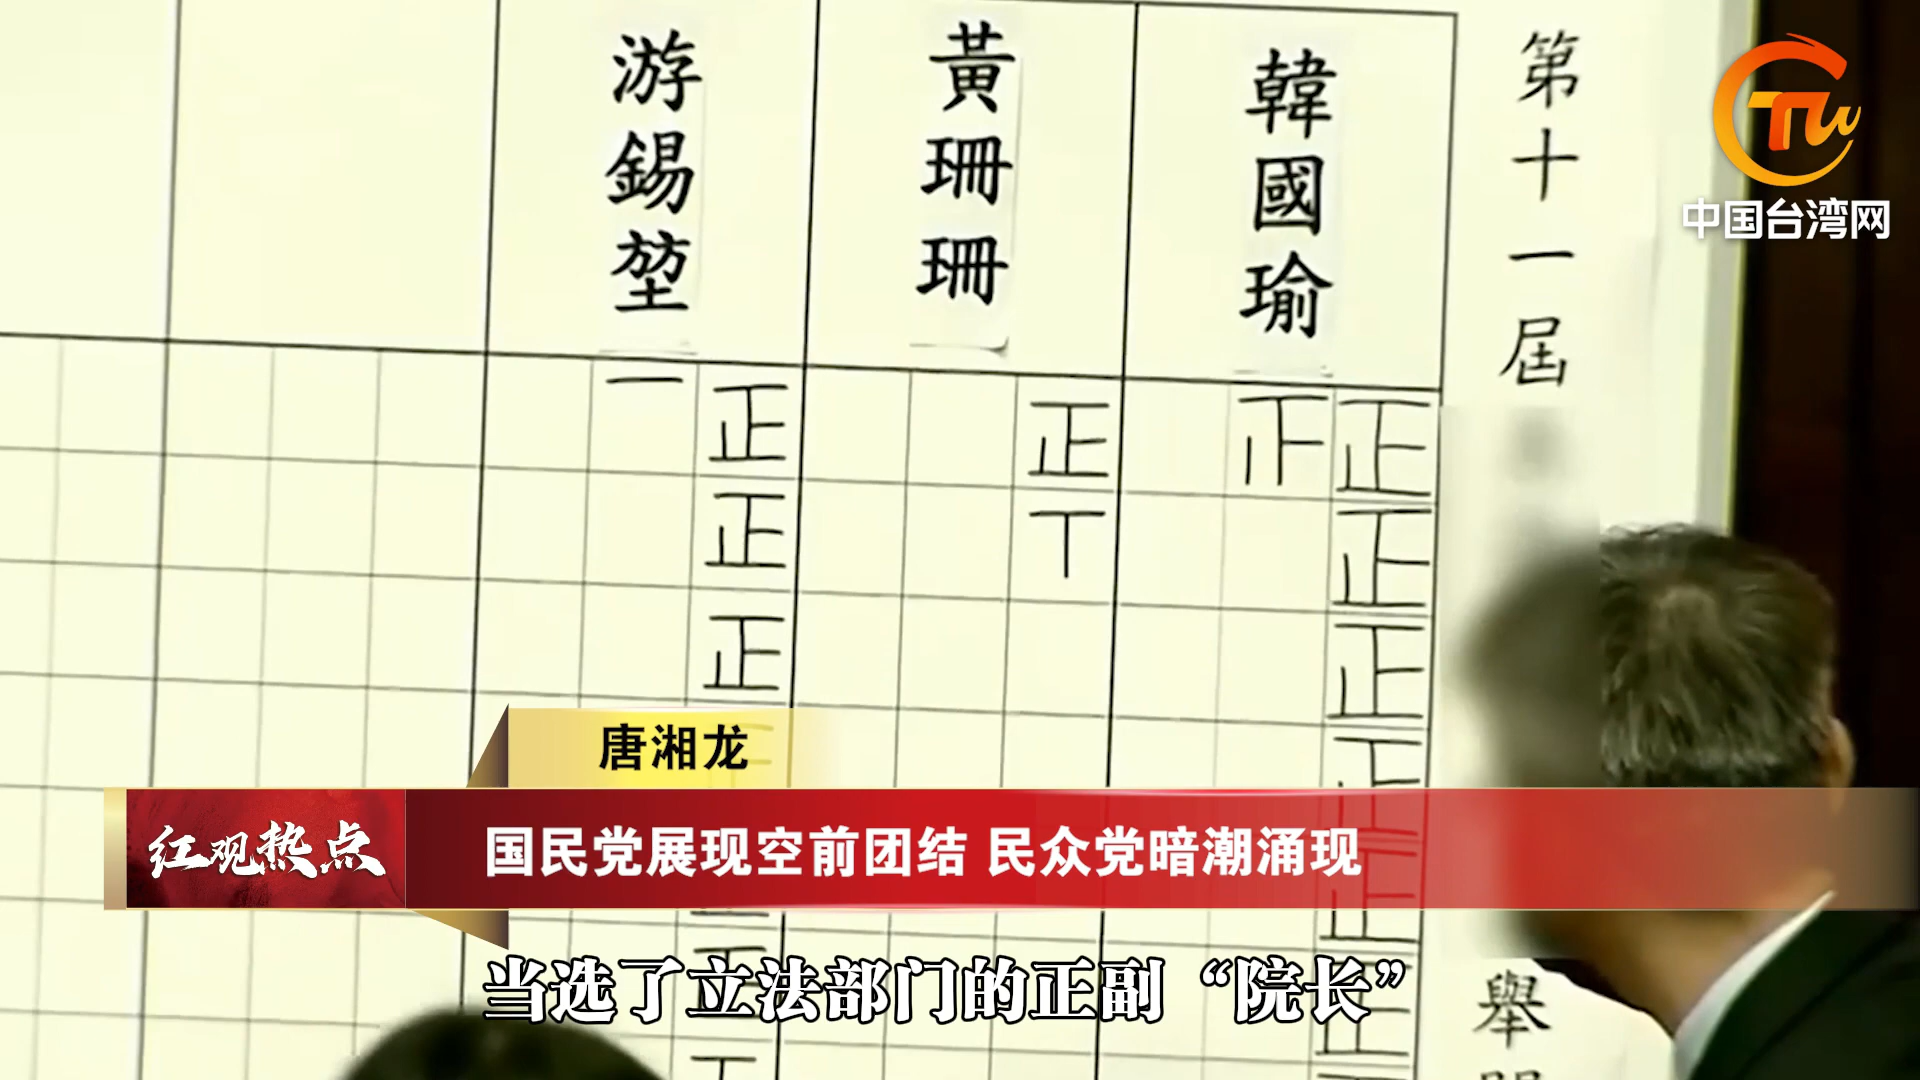 游錫堃
黃珊珊
韓國瑜
第十一屆
舉
一
正
正
正
正
丅
正
正
正
正
TW
中国台湾网
唐湘龙
红观热点
国民党展现空前团结 民众党暗潮涌现
当选了立法部门的正副“院长”